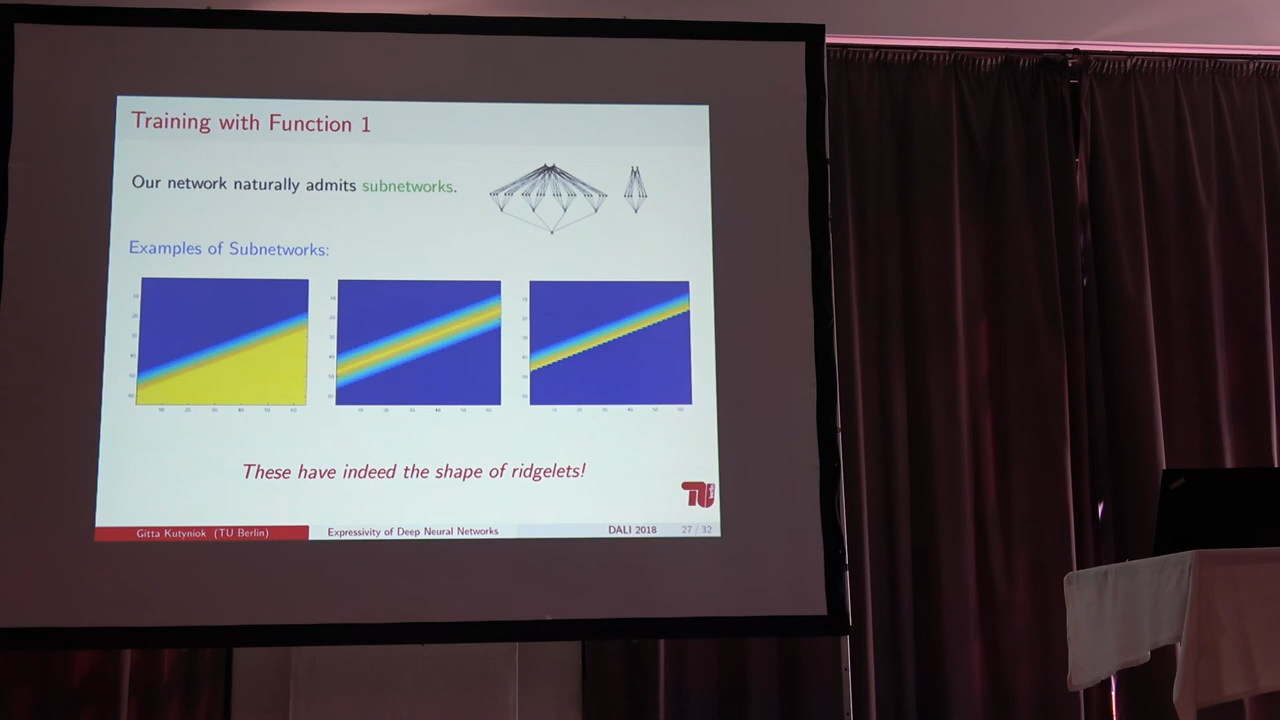 Training with Function 1
Our network naturally admits subnetworks.
Examples of Subnetworks:
These have indeed the shape of ridgelets!
Gitta Kutyniok (TU Berlin)
Expressivity of Deep Neural Networks
DALI 2018
27 / 32